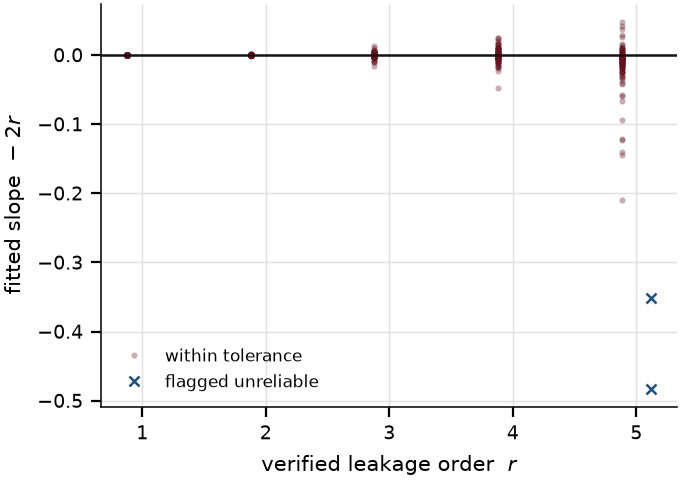 fitted slope − 2r
0.0
−0.1
−0.2
−0.3
−0.4
−0.5
within tolerance
flagged unreliable
1 2 3 4 5
verified leakage order r